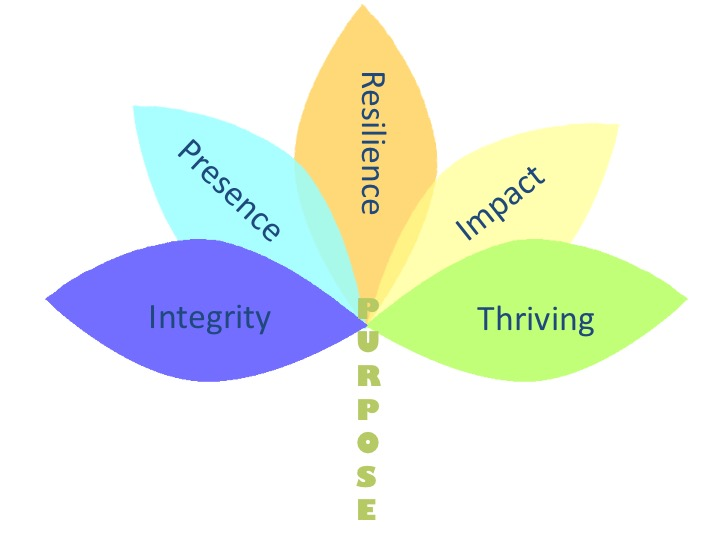 Integrity
Presence
Resilience
Impact
Thriving
PURPOSE